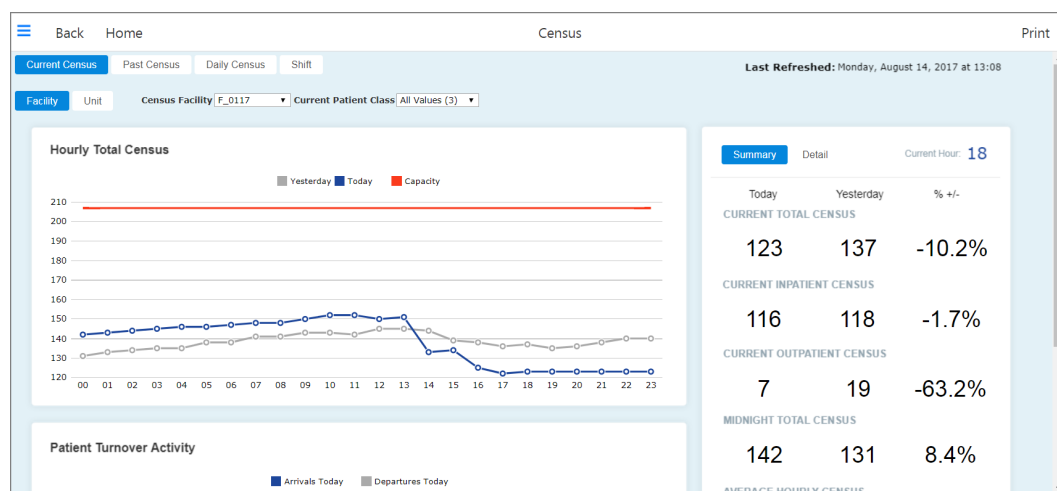 Back Home Census Print
Current Census Past Census Daily Census Shift Last Refreshed: Monday, August 14, 2017 at 13:08
Facility Unit Census Facility F_0117 Current Patient Class All Values (3)
Hourly Total Census
Yesterday Today Capacity
210
200
190
180
170
160
150
140
130
120
00 01 02 03 04 05 06 07 08 09 10 11 12 13 14 15 16 17 18 19 20 21 22 23
Patient Turnover Activity
Arrivals Today Departures Today
Summary Detail Current Hour: 18
Today Yesterday % +/-
CURRENT TOTAL CENSUS
123 137 -10.2%
CURRENT INPATIENT CENSUS
116 118 -1.7%
CURRENT OUTPATIENT CENSUS
7 19 -63.2%
MIDNIGHT TOTAL CENSUS
142 131 8.4%
AVERAGE HOURLY CENSUS